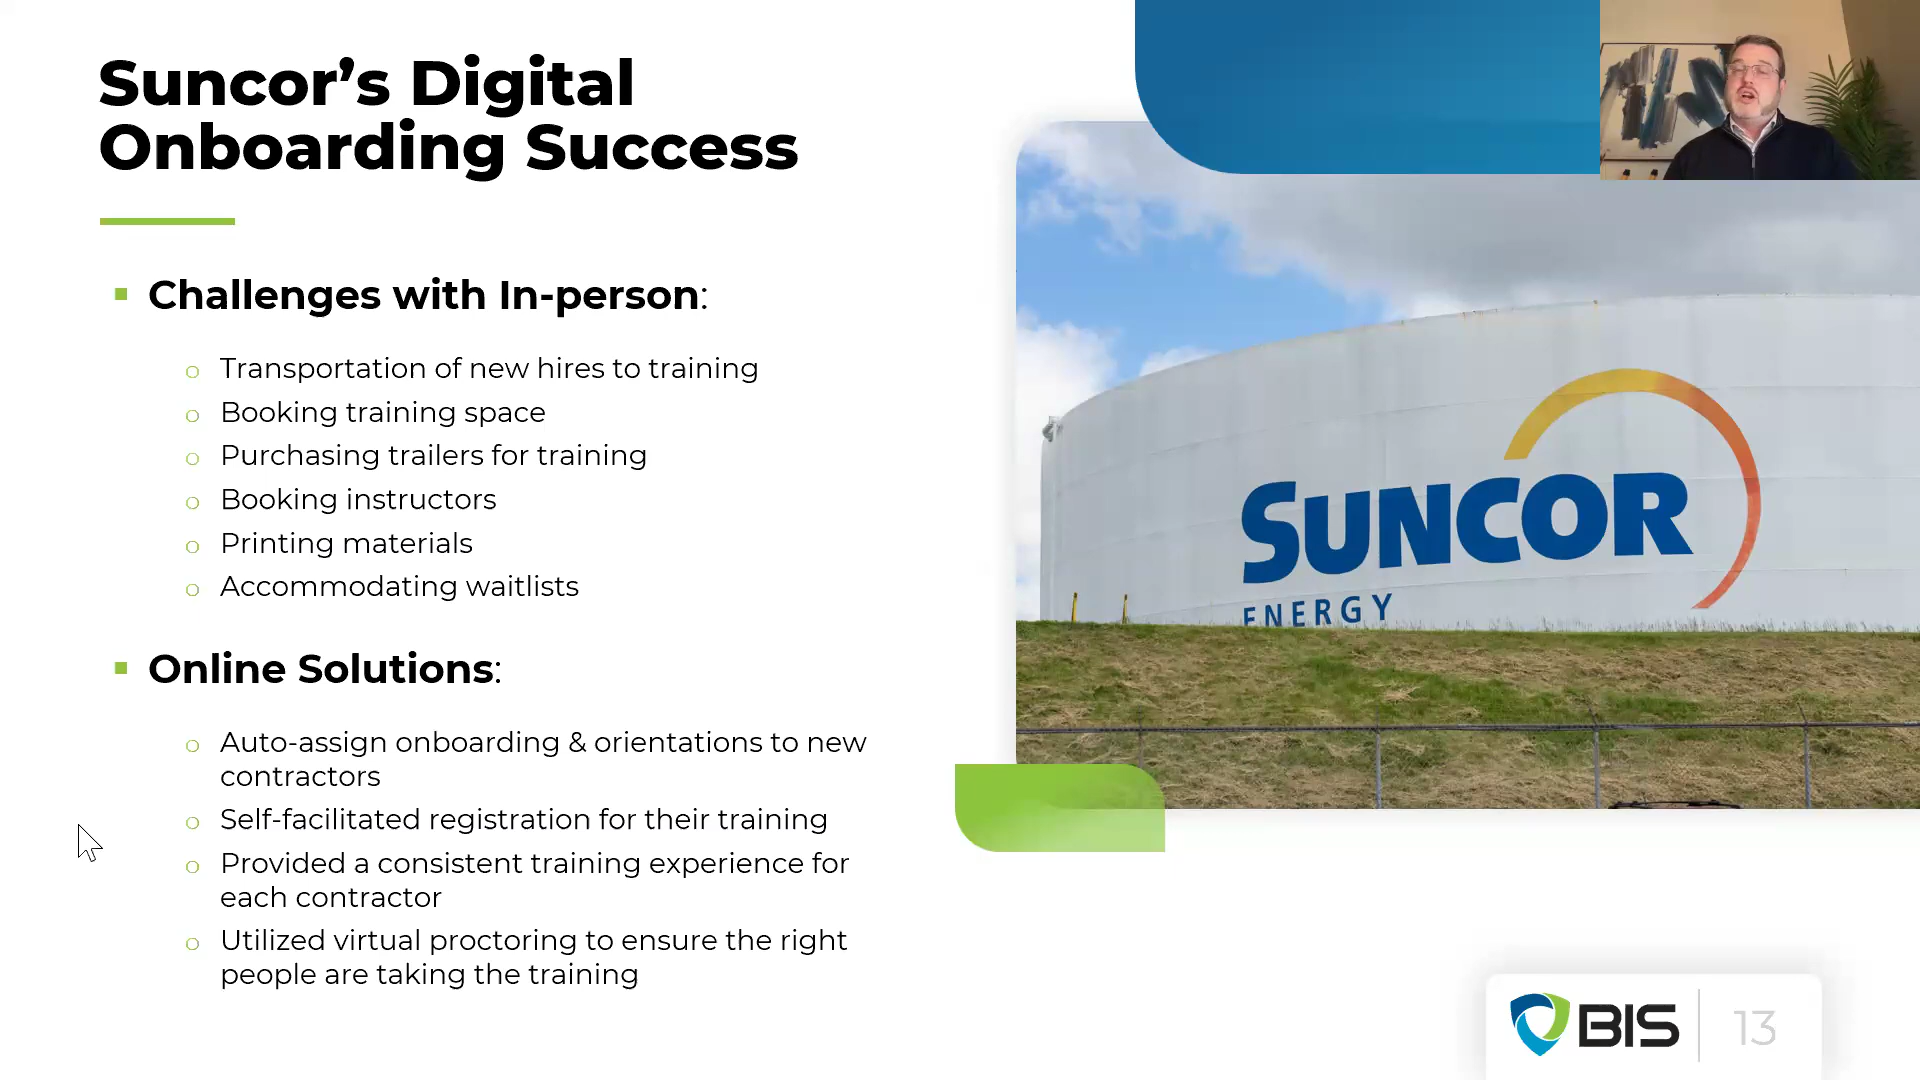 Suncor’s Digital
Onboarding Success
Challenges with In-person:
Transportation of new hires to training
Booking training space
Purchasing trailers for training
Booking instructors
Printing materials
Accommodating waitlists
Online Solutions:
Auto-assign onboarding & orientations to new
contractors
Self-facilitated registration for their training
Provided a consistent training experience for
each contractor
Utilized virtual proctoring to ensure the right
people are taking the training
SUNCOR
ENERGY
BIS
13